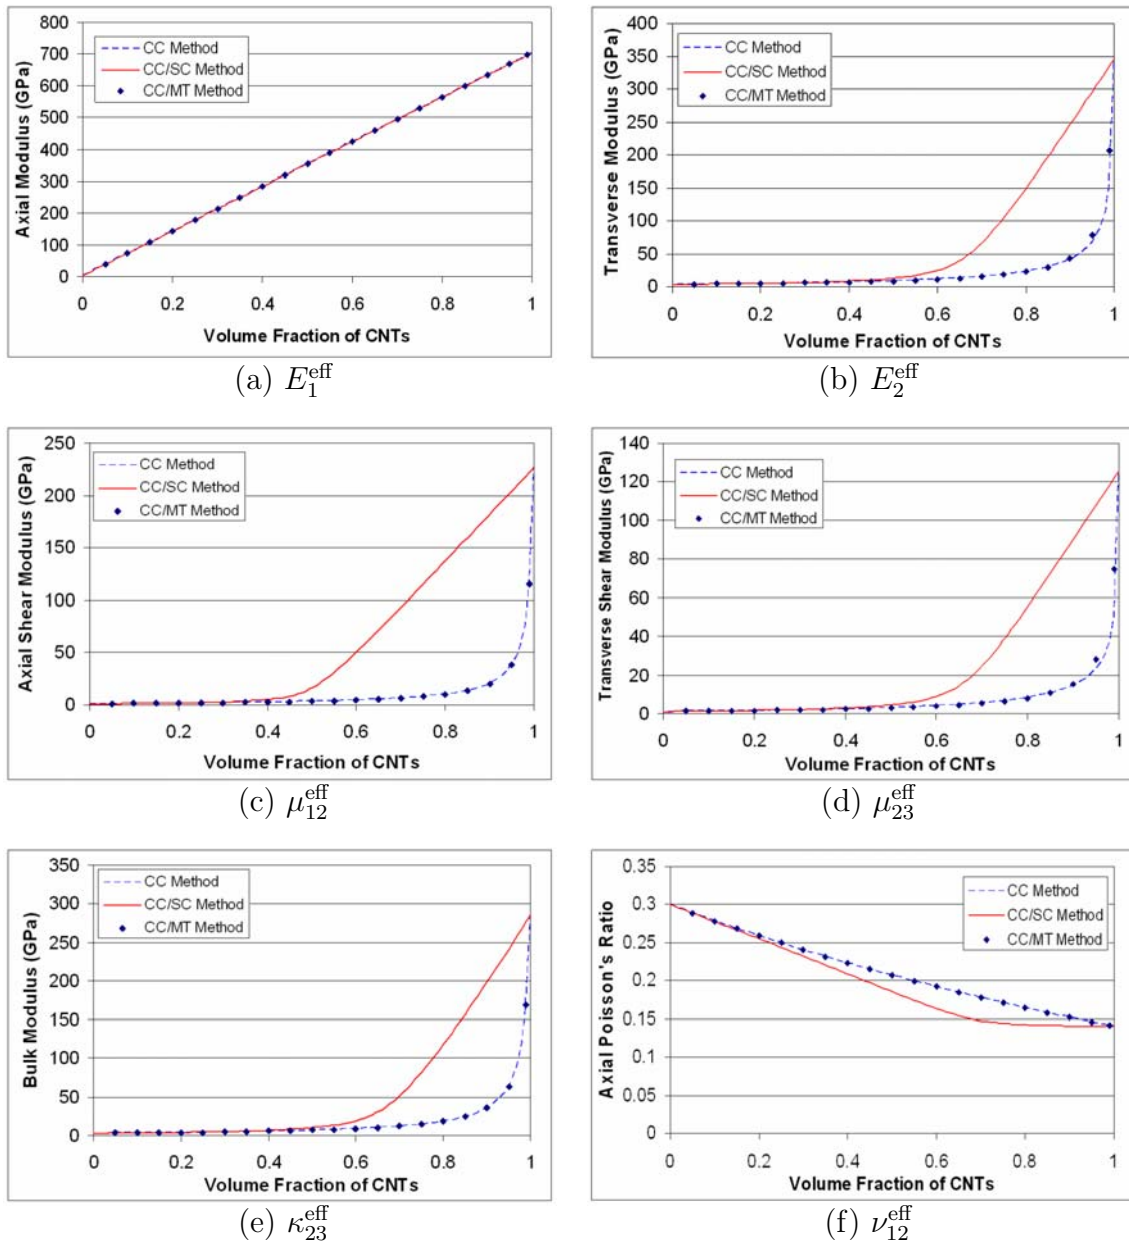 800
700
600
500
400
300
200
100
0
Axial Modulus (GPa)
CC Method
CC/SC Method
CC/MT Method
0 0.2 0.4 0.6 0.8 1
Volume Fraction of CNTs
(a) E₁^eff
400
350
300
250
200
150
100
50
0
Transverse Modulus (GPa)
CC Method
CC/SC Method
CC/MT Method
0 0.2 0.4 0.6 0.8 1
Volume Fraction of CNTs
(b) E₂^eff
250
200
150
100
50
0
Axial Shear Modulus (GPa)
CC Method
CC/SC Method
CC/MT Method
0 0.2 0.4 0.6 0.8 1
Volume Fraction of CNTs
(c) μ₁₂^eff
140
120
100
80
60
40
20
0
Transverse Shear Modulus (GPa)
CC Method
CC/SC Method
CC/MT Method
0 0.2 0.4 0.6 0.8 1
Volume Fraction of CNTs
(d) μ₂₃^eff
350
300
250
200
150
100
50
0
Bulk Modulus (GPa)
CC Method
CC/SC Method
CC/MT Method
0 0.2 0.4 0.6 0.8 1
Volume Fraction of CNTs
(e) κ₂₃^eff
0.35
0.3
0.25
0.2
0.15
0.1
0.05
0
Axial Poisson's Ratio
CC Method
CC/SC Method
CC/MT Method
0 0.2 0.4 0.6 0.8 1
Volume Fraction of CNTs
(f) ν₁₂^eff